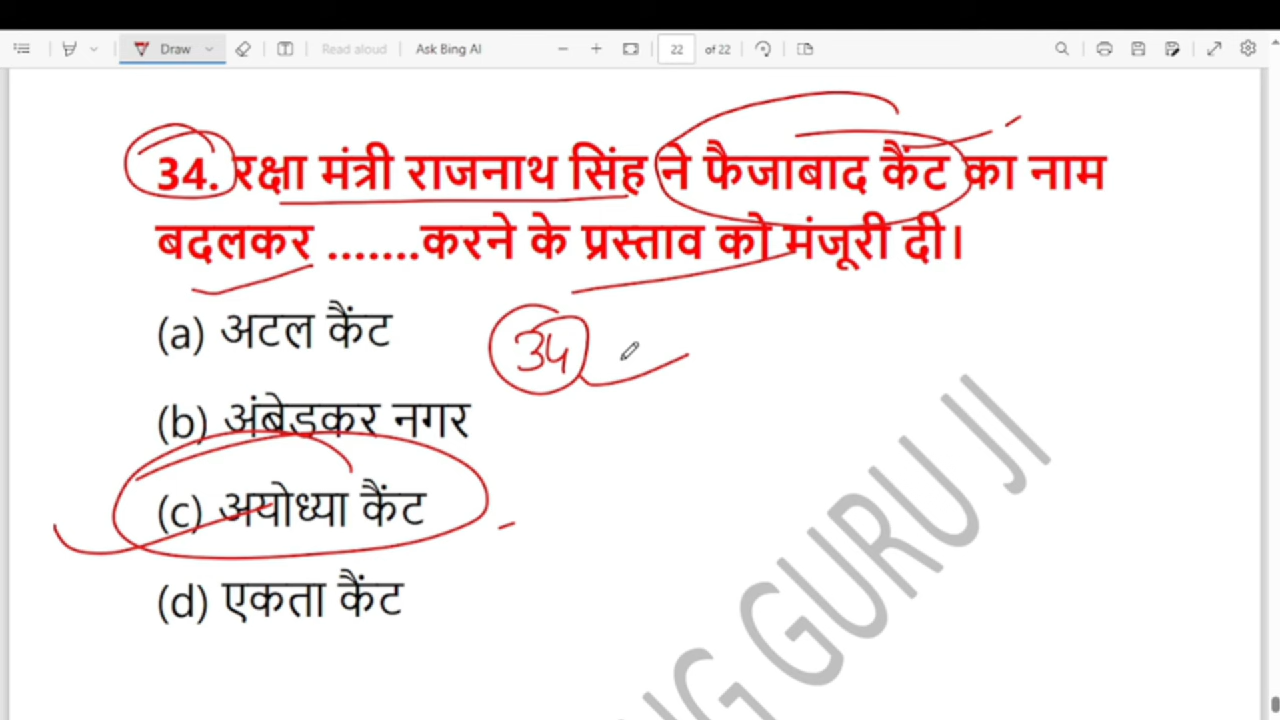 Draw
Read aloud
Ask Bing AI
22
of 22
34. रक्षा मंत्री राजनाथ सिंह ने फैजाबाद कैंट का नाम
बदलकर .......करने के प्रस्ताव को मंजूरी दी।
(a) अटल कैंट
34
(b) अंबेडकर नगर
(c) अयोध्या कैंट
(d) एकता कैंट
NG GURU JI